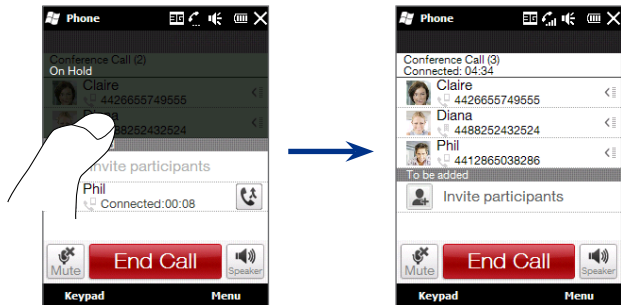 Phone
Conference Call (2)
On Hold
Claire
4426655749555
Diana
88252432524
Invite participants
Phil
Connected:00:08
Mute
End Call
Speaker
Keypad
Menu
Phone
Conference Call (3)
Connected: 04:34
Claire
4426655749555
Diana
4488252432524
Phil
4412865038286
To be added
Invite participants
Mute
End Call
Speaker
Keypad
Menu